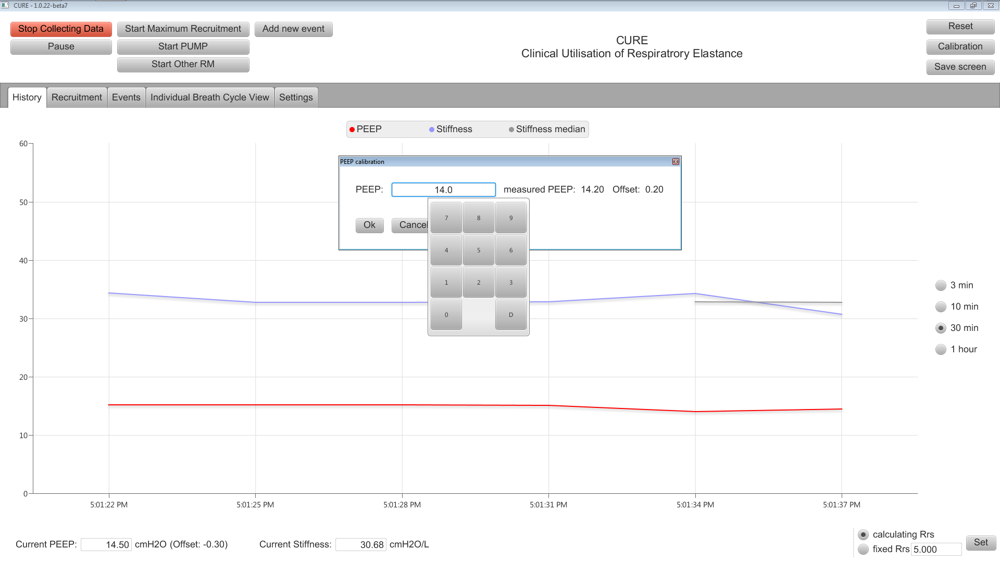 CURE - 1.0.22-beta7
Stop Collecting Data
Start Maximum Recruitment
Add new event
Pause
Start PUMP
Start Other RM
CURE
Clinical Utilisation of Respiratrory Elastance
Reset
Calibration
Save screen
History
Recruitment
Events
Individual Breath Cycle View
Settings
PEEP
Stiffness
Stiffness median
60
50
40
30
20
10
0
PEEP calibration
PEEP: 14.0 measured PEEP: 14.20 Offset: 0.20
Ok
Cancel
7 8 9
4 5 6
1 2 3
0 D
3 min
10 min
30 min
1 hour
5:01:22 PM
5:01:25 PM
5:01:28 PM
5:01:31 PM
5:01:34 PM
5:01:37 PM
Current PEEP: 14.50 cmH2O (Offset: -0.30)
Current Stiffness: 30.68 cmH2O/L
calculating Rrs
fixed Rrs 5.000
Set